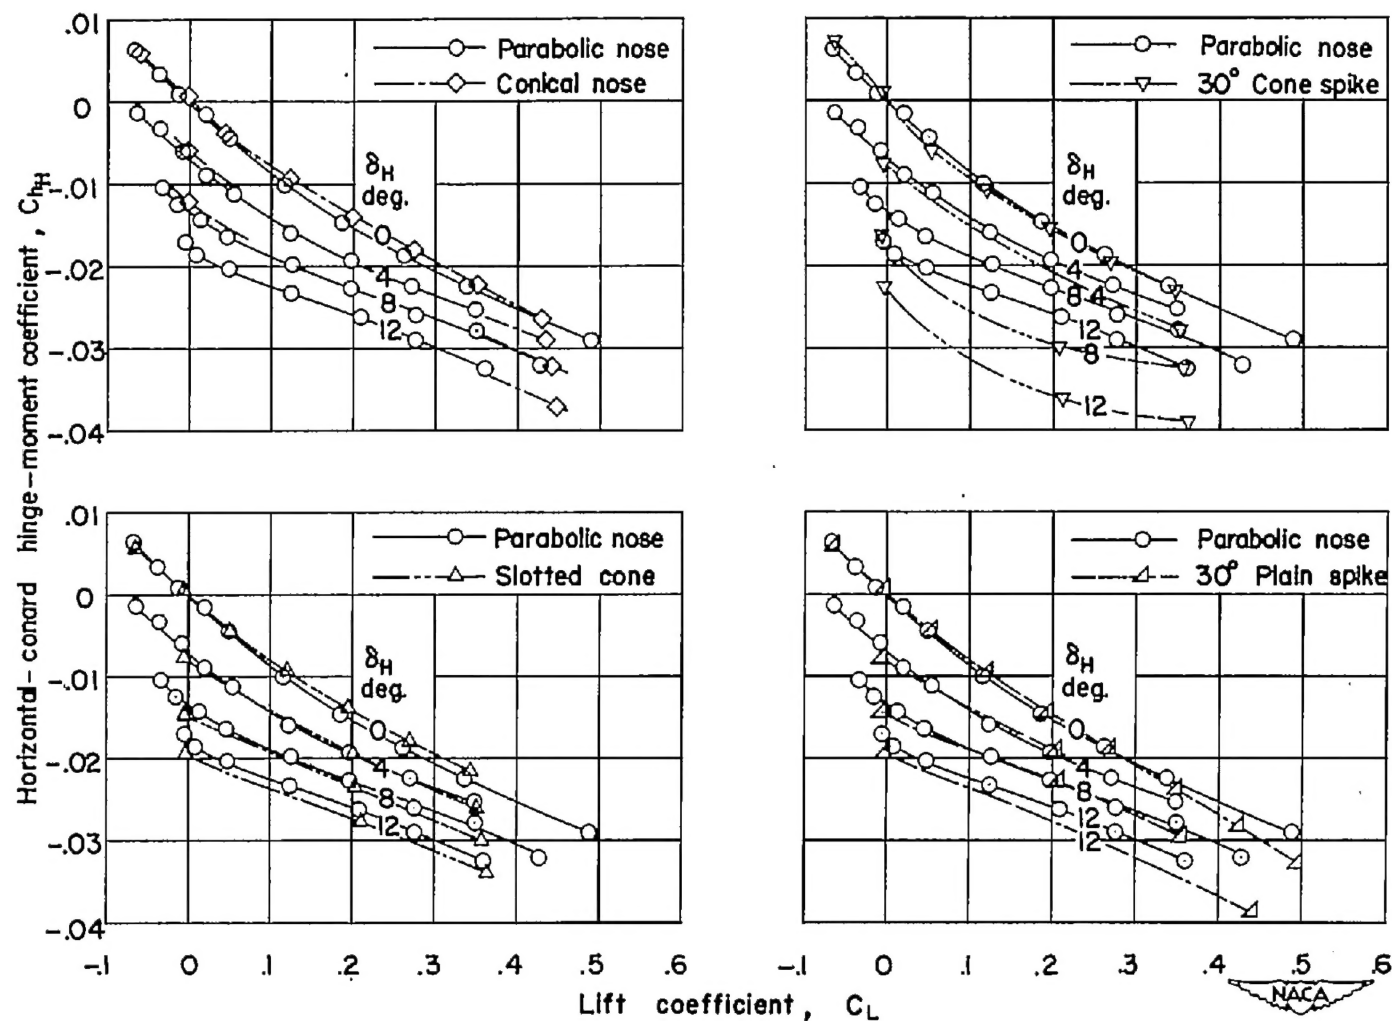 Horizontal-conard hinge-moment coefficient, ChH
.01
0
-.01
-.02
-.03
-.04
Parabolic nose
Conical nose
δH
deg.
0
4
8
12
Parabolic nose
30° Cone spike
δH
deg.
0
4
8 4
12
8
12
.01
0
-.01
-.02
-.03
-.04
Parabolic nose
Slotted cone
δH
deg.
0
4
8
12
Parabolic nose
30° Plain spike
δH
deg.
0
4
8
12
12
-.1 0 .1 .2 .3 .4 .5 .6
-.1 0 .1 .2 .3 .4 .5 .6
Lift coefficient, CL
NACA